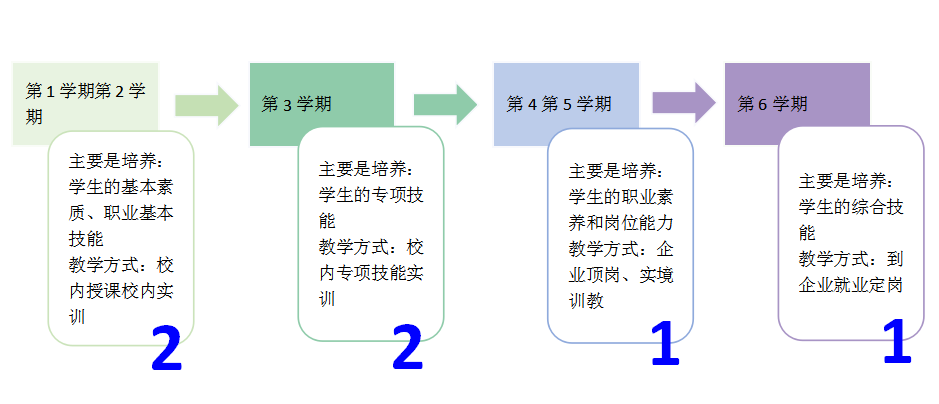 第 1 学期第 2 学
期
主要是培养：
学生的基本素
质、职业基本
技能
教学方式：校
内授课校内实
训
2
第 3 学期
主要是培养：
学生的专项技
能
教学方式：校
内专项技能实
训
2
第 4 第 5 学期
主要是培养：
学生的职业素
养和岗位能力
教学方式：企
业顶岗、实境
训教
1
第 6 学期
主要是培养：
学生的综合技
能
教学方式：到
企业就业定岗
1